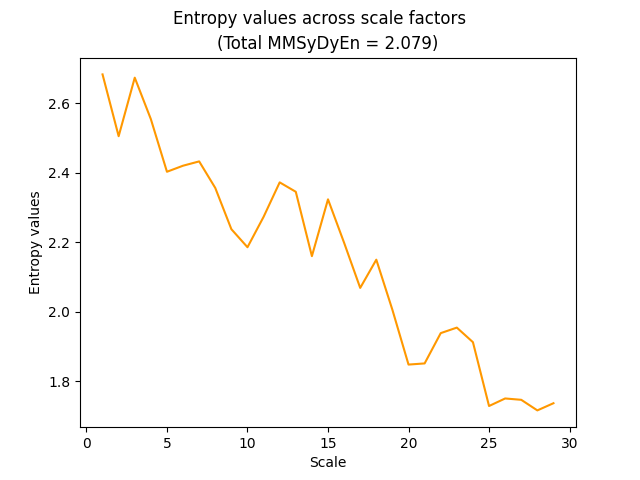 Entropy values across scale factors
(Total MMSyDyEn = 2.079)
Entropy values
2.6
2.4
2.2
2.0
1.8
0 5 10 15 20 25 30
Scale